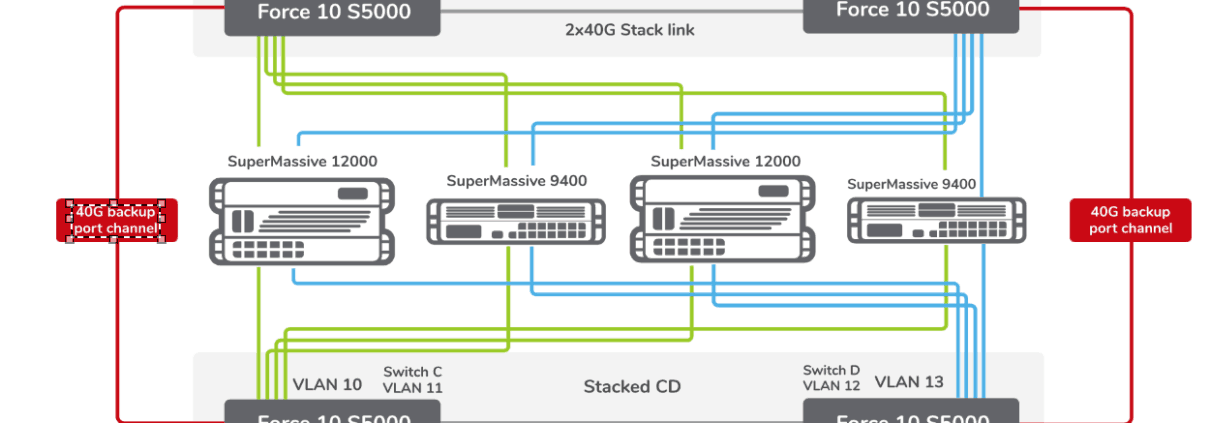 Force 10 S5000
Force 10 S5000
2x40G Stack link
SuperMassive 12000
SuperMassive 9400
SuperMassive 12000
SuperMassive 9400
40G backup
port channel
40G backup
port channel
VLAN 10
Switch C
VLAN 11
Stacked CD
Switch D
VLAN 12
VLAN 13
Force 10 S5000
Force 10 S5000